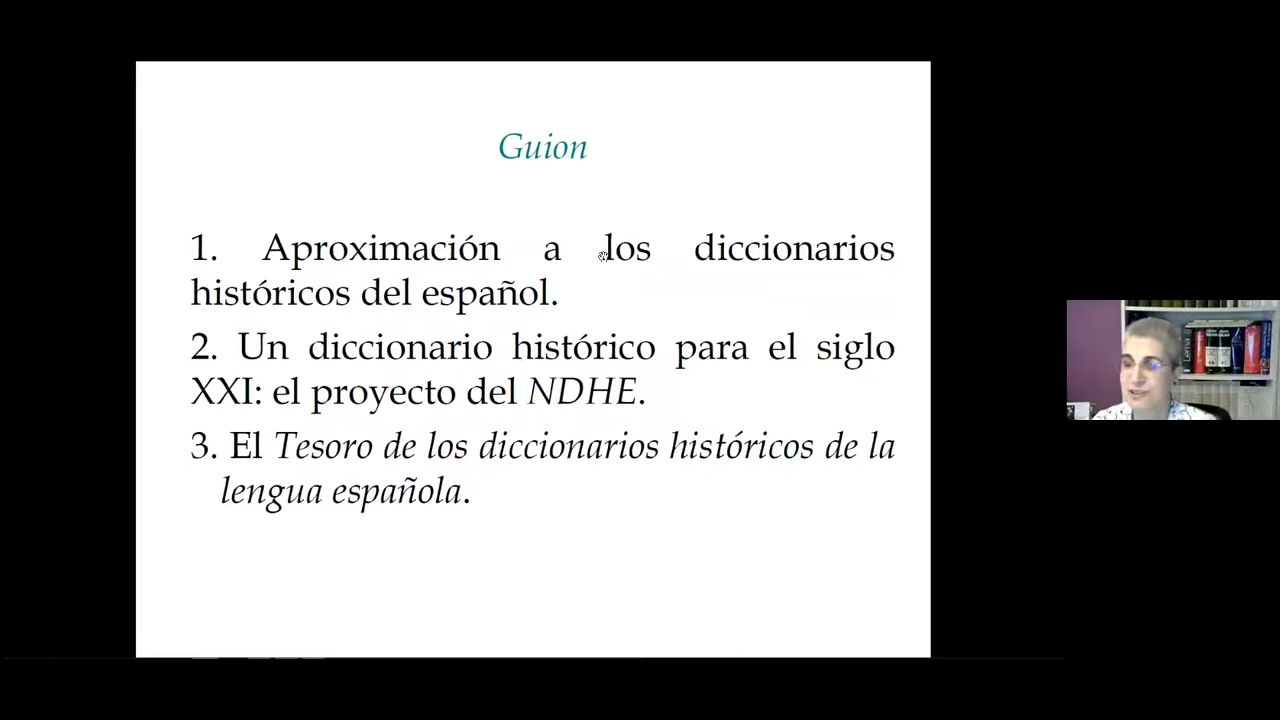 Guion
1. Aproximación a los diccionarios
históricos del español.
2. Un diccionario histórico para el siglo
XXI: el proyecto del NDHE.
3. El Tesoro de los diccionarios históricos de la
lengua española.
Lema